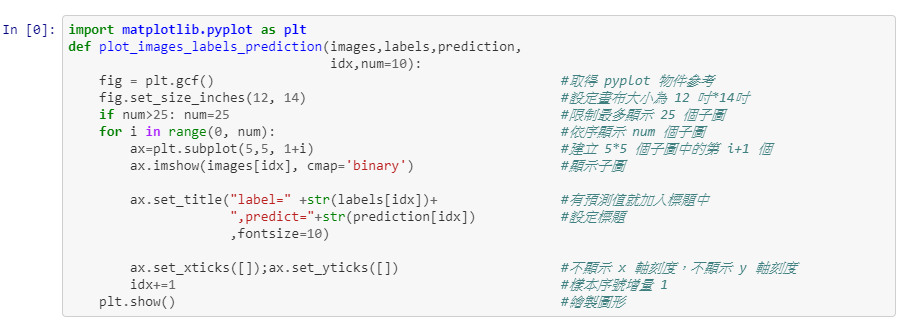 In [0]: import matplotlib.pyplot as plt
def plot_images_labels_prediction(images,labels,prediction,
idx,num=10):
fig = plt.gcf() #取得 pyplot 物件參考
fig.set_size_inches(12, 14) #設定畫布大小為 12 吋*14吋
if num>25: num=25 #限制最多顯示 25 個子圖
for i in range(0, num): #依序顯示 num 個子圖
ax=plt.subplot(5,5, 1+i) #建立 5*5 個子圖中的第 i+1 個
ax.imshow(images[idx], cmap='binary') #顯示子圖
ax.set_title("label=" +str(labels[idx])+ #有預測值就加入標題中
",predict="+str(prediction[idx]) #設定標題
,fontsize=10)
ax.set_xticks([]);ax.set_yticks([]) #不顯示 x 軸刻度，不顯示 y 軸刻度
idx+=1 #樣本序號增量 1
plt.show() #繪製圖形